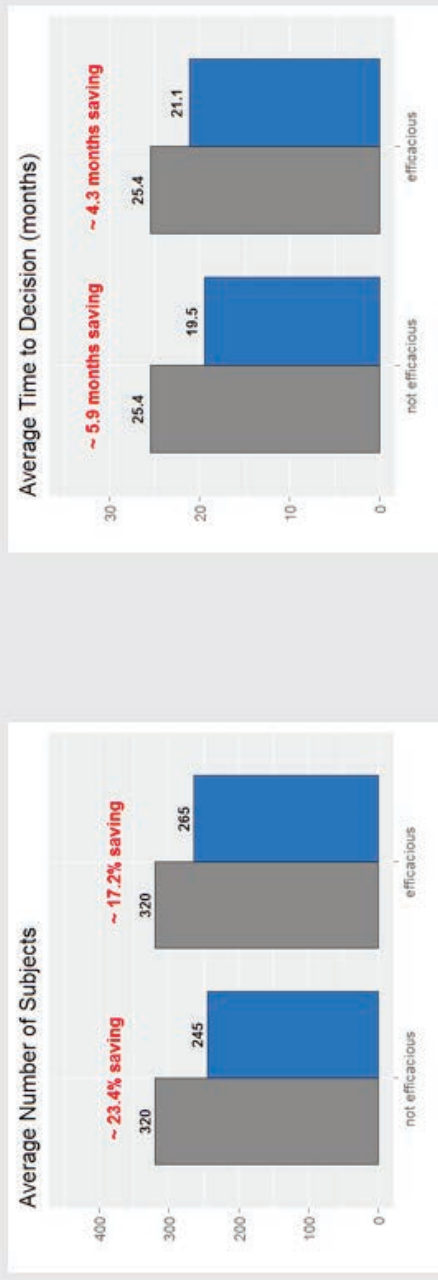 Average Number of Subjects
~ 23.4% saving
~ 17.2% saving
400
300
200
100
0
320
245
320
265
not efficacious
efficacious
Average Time to Decision (months)
~ 5.9 months saving
~ 4.3 months saving
30
20
10
0
25.4
19.5
25.4
21.1
not efficacious
efficacious